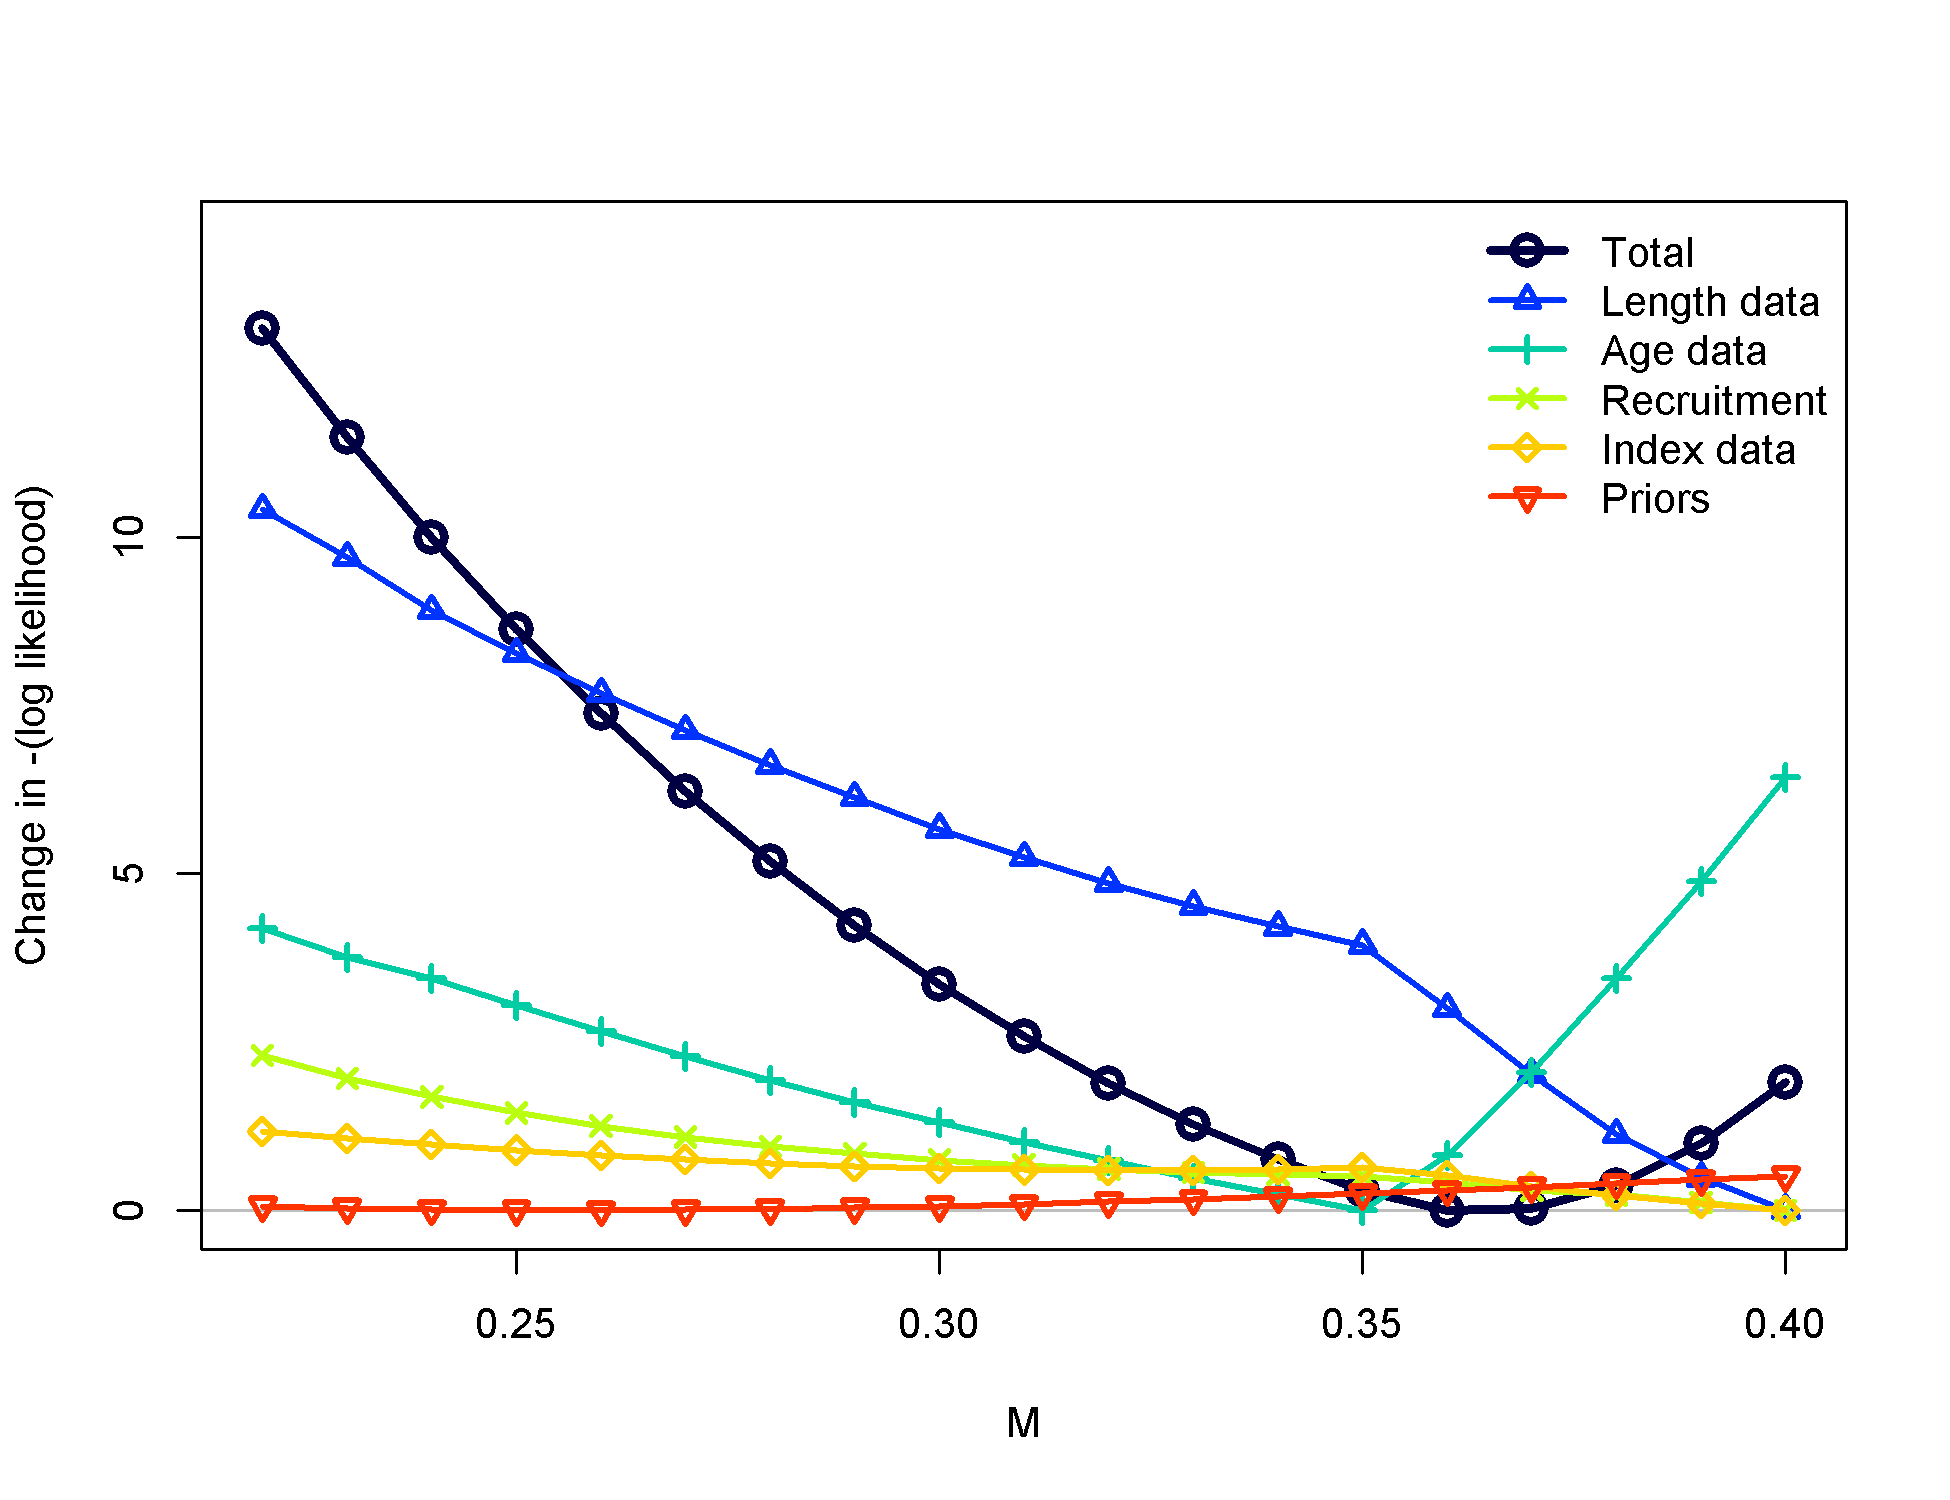 Total
Length data
Age data
Recruitment
Index data
Priors
Change in -(log likelihood)
10
5
0
0.25
0.30
0.35
0.40
M